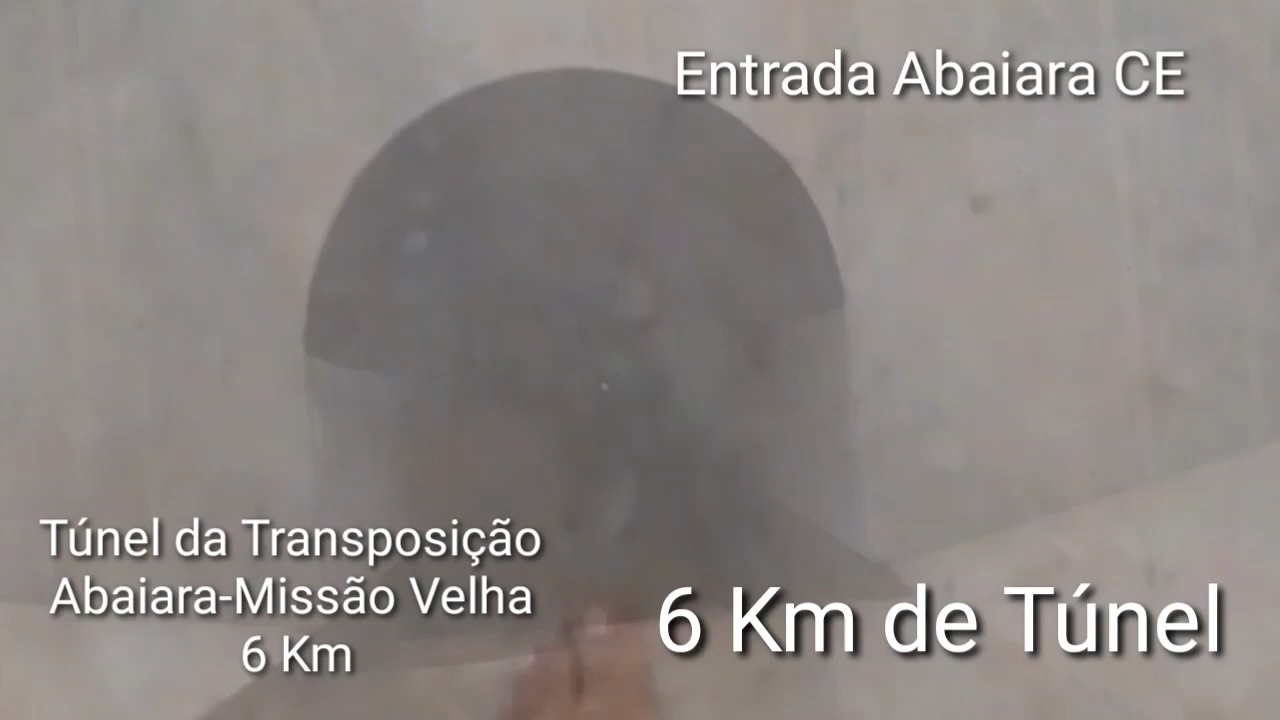 Entrada Abaiara CE
Túnel da Transposição
Abaiara-Missão Velha
6 Km
6 Km de Túnel